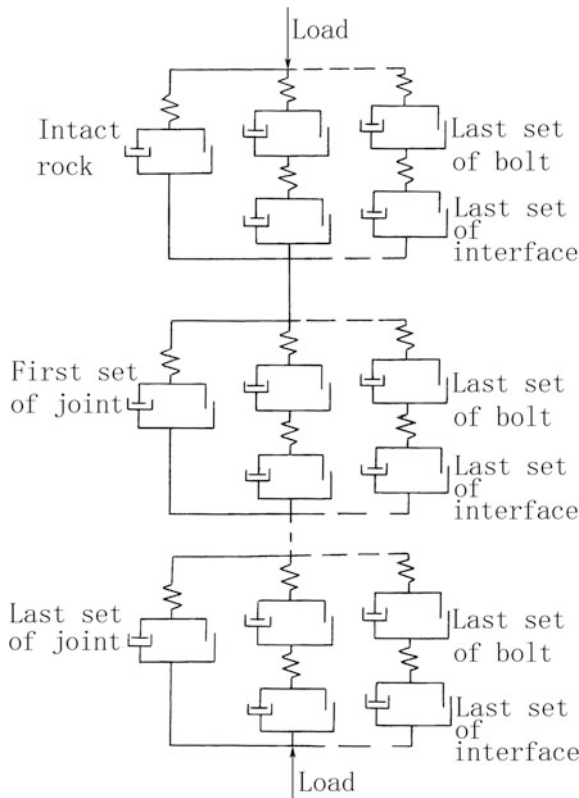 Load
Intact
rock
Last set
of bolt
Last set
of
interface
First set
of joint
Last set
of bolt
Last set
of
interface
Last set
of joint
Last set
of bolt
Last set
of
interface
Load